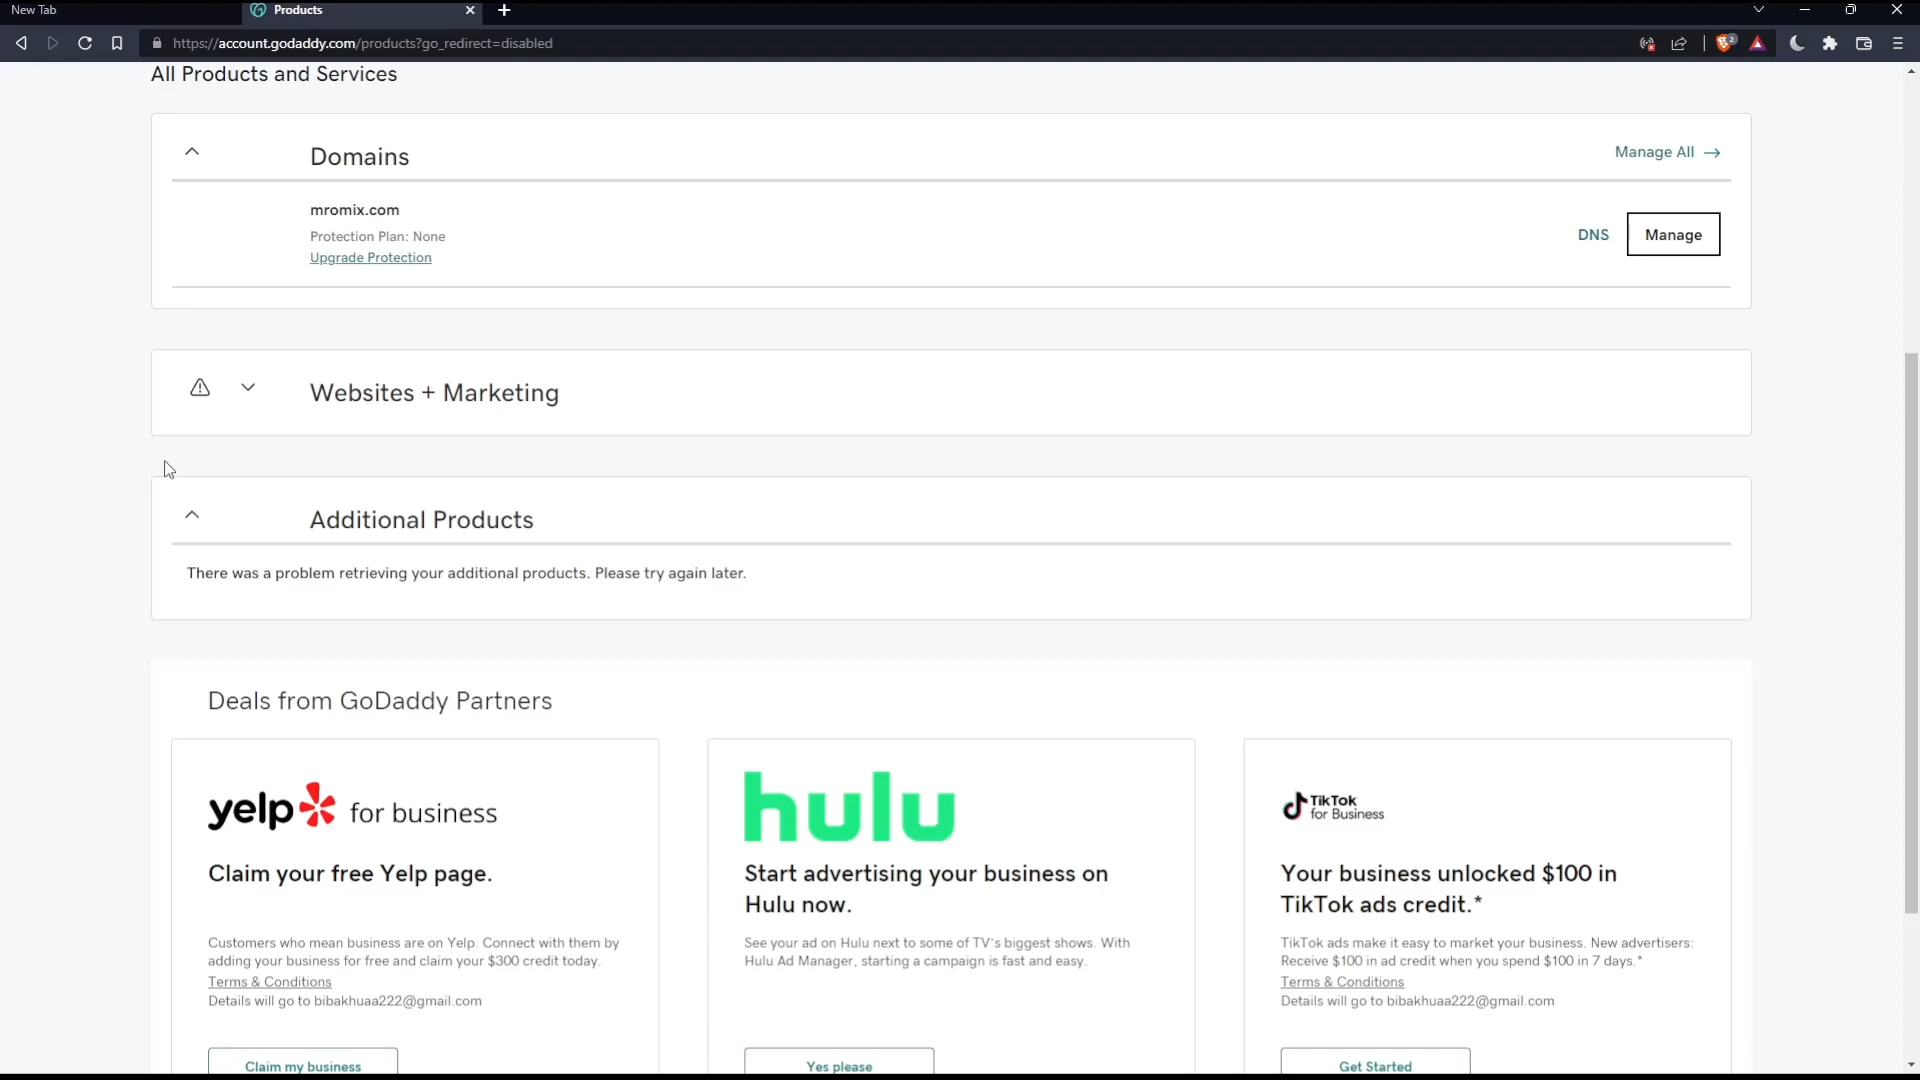 New Tab
Products
https://account.godaddy.com/products?go_redirect=disabled
2
All Products and Services
Domains
Manage All →
mromix.com
Protection Plan: None
Upgrade Protection
DNS
Manage
Websites + Marketing
Additional Products
There was a problem retrieving your additional products. Please try again later.
Deals from GoDaddy Partners
yelp for business
Claim your free Yelp page.
Customers who mean business are on Yelp. Connect with them by
adding your business for free and claim your $300 credit today.
Terms & Conditions
Details will go to bibakhuaa222@gmail.com
Claim my business
hulu
Start advertising your business on
Hulu now.
See your ad on Hulu next to some of TV's biggest shows. With
Hulu Ad Manager, starting a campaign is fast and easy.
Yes please
TikTok
for Business
Your business unlocked $100 in
TikTok ads credit.*
TikTok ads make it easy to market your business. New advertisers:
Receive $100 in ad credit when you spend $100 in 7 days.*
Terms & Conditions
Details will go to bibakhuaa222@gmail.com
Get Started